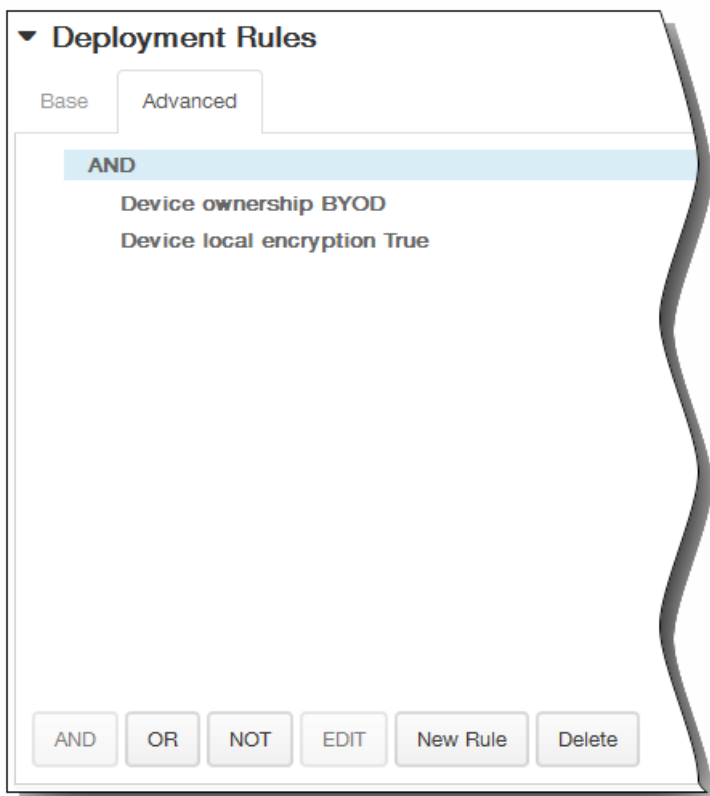 Deployment Rules
Base Advanced
AND
Device ownership BYOD
Device local encryption True
AND OR NOT EDIT New Rule Delete